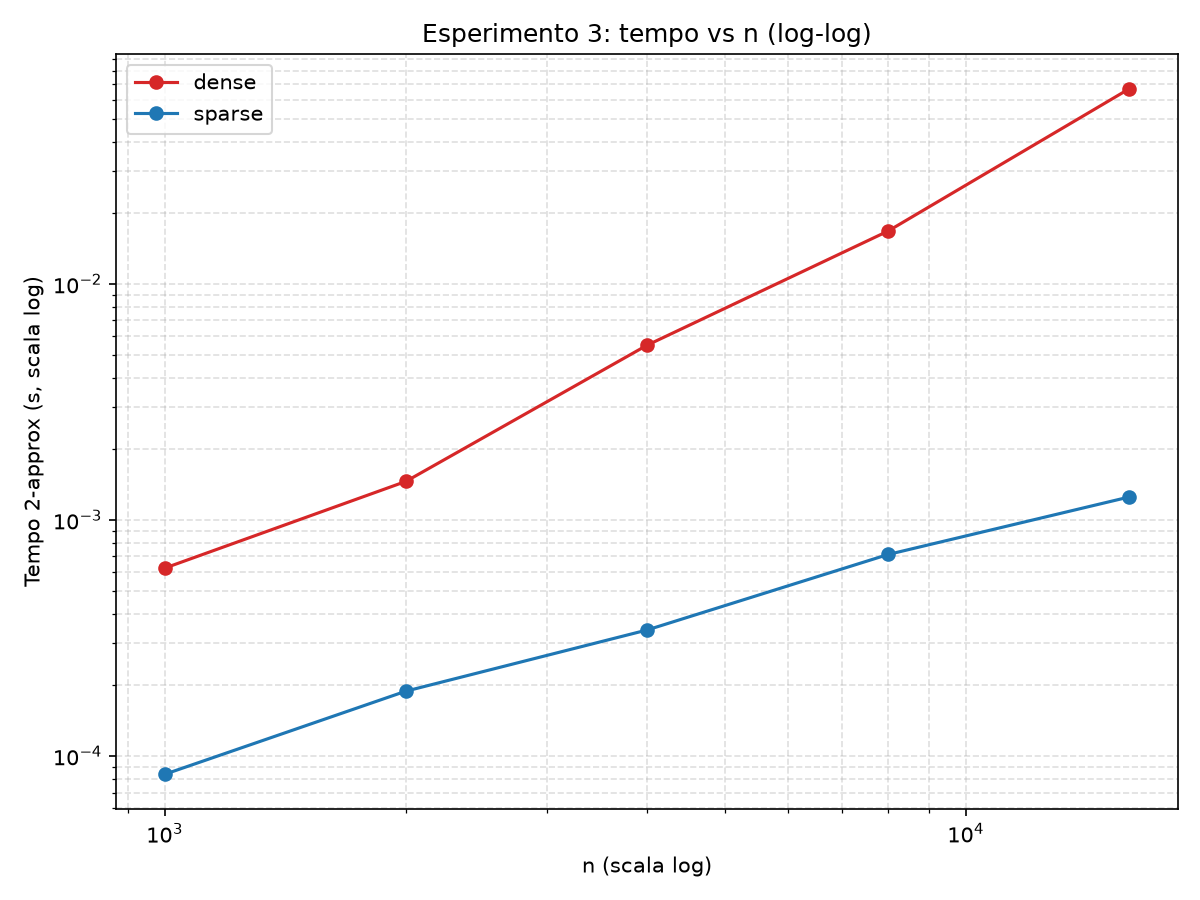 Esperimento 3: tempo vs n (log-log)
dense
sparse
Tempo 2-approx (s, scala log)
10⁻²
10⁻³
10⁻⁴
10³
10⁴
n (scala log)